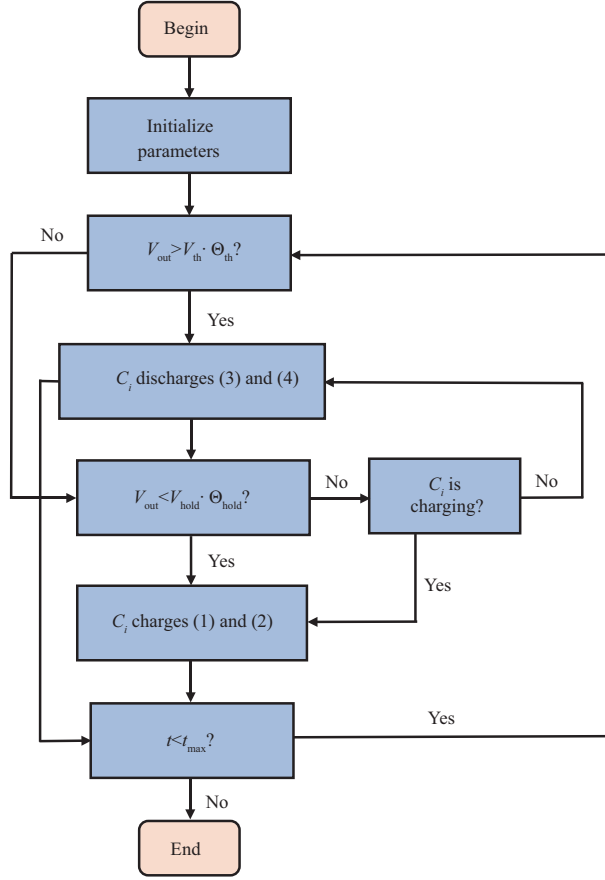 Begin
Initialize
parameters
No
V_out>V_th · Θ_th?
Yes
C_i discharges (3) and (4)
V_out<V_hold · Θ_hold?
No
C_i is
charging?
No
Yes
Yes
C_i charges (1) and (2)
t<t_max?
Yes
No
End